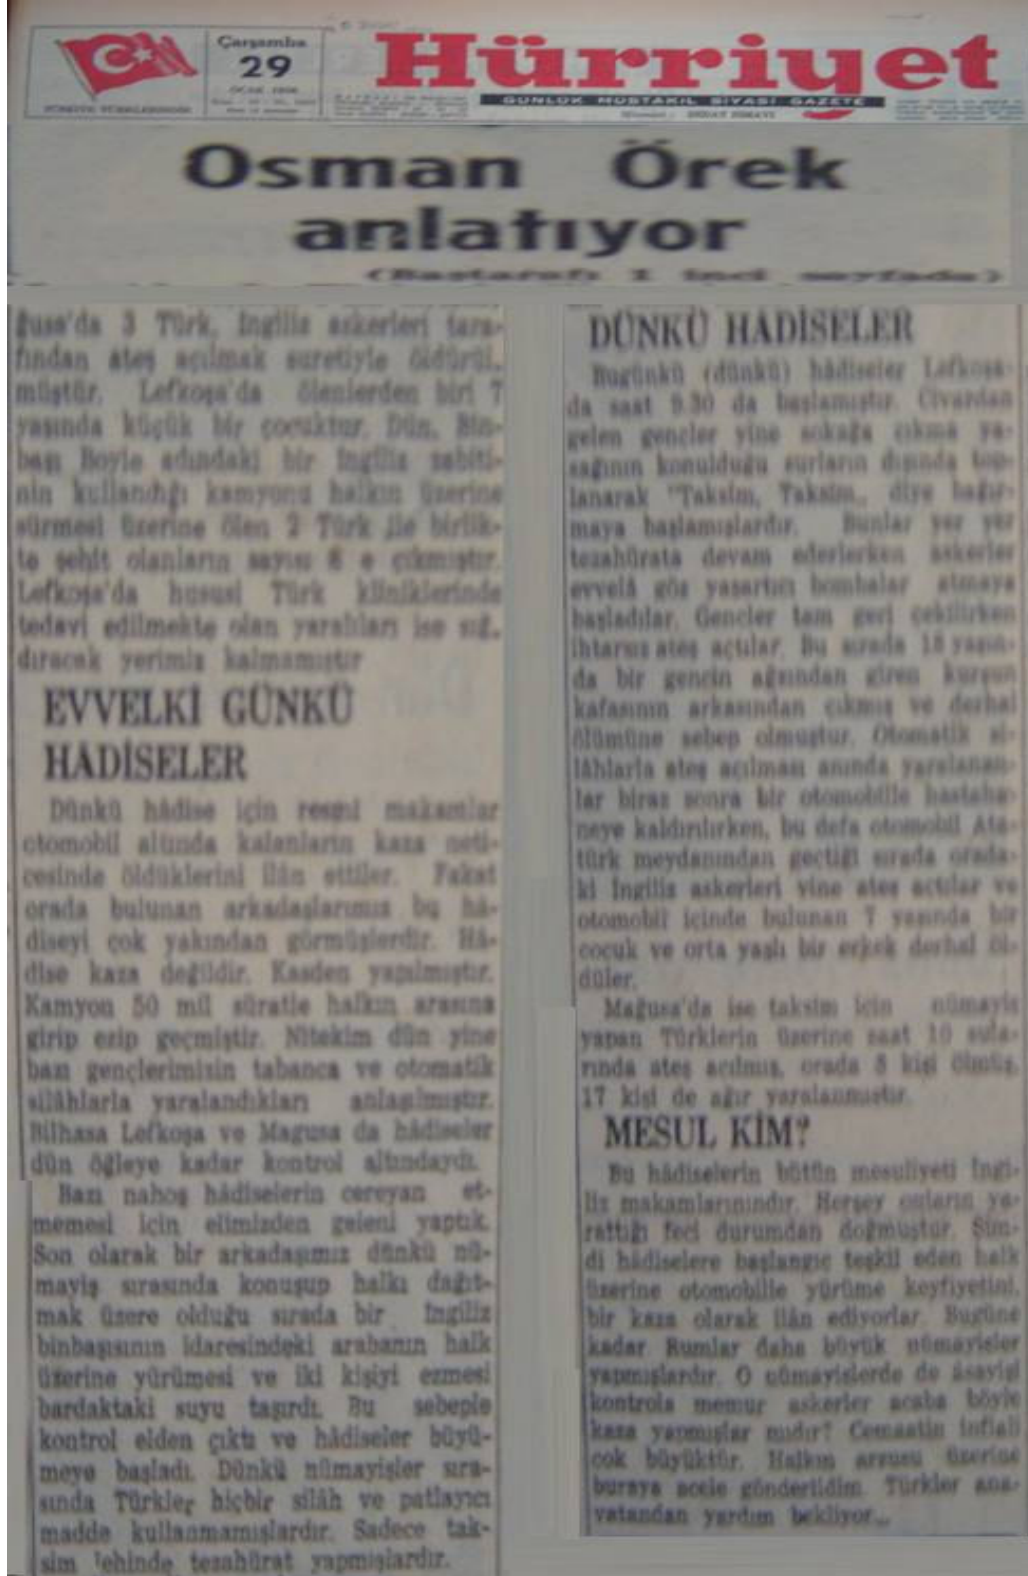 Çarşamba
29
OCAK 1958
Hürriyet
GÜNLÜK MÜSTAKİL SİYASİ GAZETE
Osman Örek
anlatıyor
(Baştarafı 1 inci sayfada)
ğusa'da 3 Türk, İngiliz askerleri tara-
fından ateş açılmak suretiyle öldürül-
müştür. Lefkoşa'da ölenlerden biri 7
yaşında küçük bir çocuktur. Dün, Bin-
başı Boyle adındaki bir İngiliz zabiti-
nin kullandığı kamyonu halkın üzerine
sürmesi üzerine ölen 2 Türk ile birlik-
te şehit olanların sayısı 8 e çıkmıştır.
Lefkoşa'da hususi Türk kliniklerinde
tedavi edilmekte olan yaralıları ise sığ-
dıracak yerimiz kalmamıştır
EVVELKİ GÜNKÜ
HÂDİSELER
Dünkü hâdise için resmi makamlar
otomobil altında kalanların kaza neti-
cesinde öldüklerini ilân ettiler. Fakat
orada bulunan arkadaşlarımız bu hâ-
diseyi çok yakından görmüşlerdir. Hâ-
dise kaza değildir. Kasden yapılmıştır.
Kamyon 50 mil süratle halkın arasına
girip ezip geçmiştir. Nitekim dün yine
bazı gençlerimizin tabanca ve otomatik
silâhlarla yaralandıkları anlaşılmıştır.
Bilhasa Lefkoşa ve Magusa da hâdiseler
dün öğleye kadar kontrol altındaydı.
Bazı nahoş hâdiselerin cereyan et-
memesi için elimizden geleni yaptık.
Son olarak bir arkadaşımız dünkü nü-
mayiş sırasında konuşup halkı dağıt-
mak üzere olduğu sırada bir İngiliz
binbaşısının idaresindeki arabanın halk
üzerine yürümesi ve iki kişiyi ezmesi
bardaktaki suyu taşırdı. Bu sebeple
kontrol elden çıktı ve hâdiseler büyü-
meye başladı. Dünkü nümayişler sıra-
sında Türkler hiçbir silâh ve patlayıcı
madde kullanmamışlardır. Sadece tak-
sim lehinde tezahürat yapmışlardır.
DÜNKÜ HÂDİSELER
Bugünkü (dünkü) hâdiseler Lefkoşa-
da saat 9.30 da başlamıştır. Civardan
gelen gençler yine sokağa çıkma ya-
sağının konulduğu surların dışında top-
lanarak "Taksim, Taksim,, diye bağır-
maya başlamışlardır. Bunlar yer yer
tezahürata devam ederlerken askerler
evvelâ göz yaşartıcı bombalar atmaya
başladılar. Gençler tam geri çekilirken
ihtarsız ateş açtılar. Bu sırada 18 yaşın-
da bir gencin ağzından giren kurşun
kafasının arkasından çıkmış ve derhal
ölümüne sebep olmuştur. Otomatik si-
lâhlarla ateş açılması anında yaralanan-
lar biraz sonra bir otomobille hastaha-
neye kaldırılırken, bu defa otomobil Ata-
türk meydanından geçtiği sırada orada-
ki İngiliz askerleri yine ateş açtılar ve
otomobil içinde bulunan 7 yaşında bir
çocuk ve orta yaşlı bir erkek derhal öl-
düler.
Mağusa'da ise taksim için nümayiş
yapan Türklerin üzerine saat 10 sula-
rında ateş açılmış, orada 3 kişi ölmüş,
17 kişi de ağır yaralanmıştır.
MESUL KİM?
Bu hâdiselerin bütün mesuliyeti İngi-
liz makamlarınındır. Herşey onların ya-
rattığı feci durumdan doğmuştur. Şim-
di hâdiselere başlangıç teşkil eden halk
üzerine otomobille yürüme keyfiyetini,
bir kaza olarak ilân ediyorlar. Bugüne
kadar Rumlar daha büyük nümayişler
yapmışlardır. O nümayişlerde de âsayişi
kontrola memur askerler acaba böyle
kaza yapmışlar mıdır? Cemaatin infiali
çok büyüktür. Halkın arzusu üzerine
buraya acele gönderildim. Türkler ana-
vatandan yardım bekliyor...